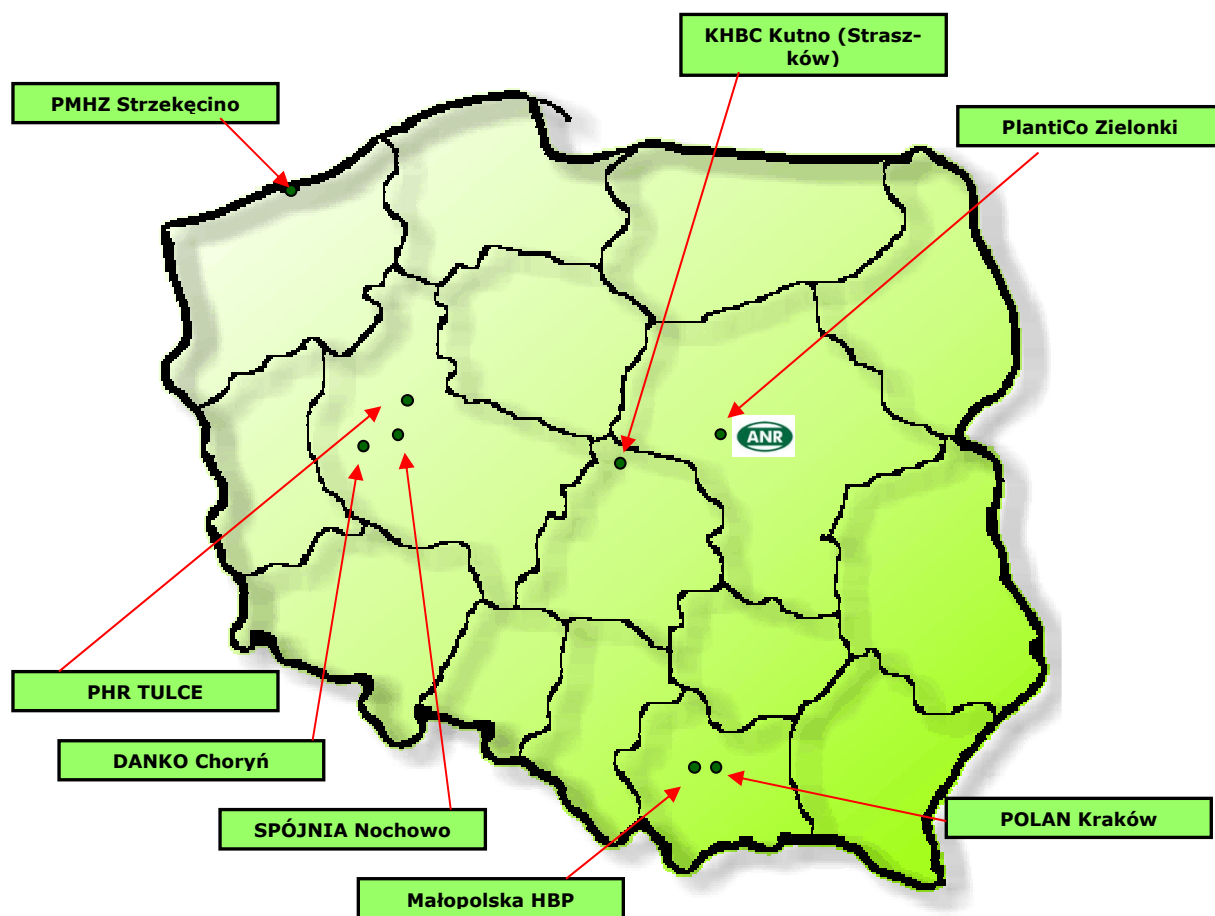 KHBC Kutno (Strasz-
ków)
PMHZ Strzekęcino
PlantiCo Zielonki
ANR
PHR TULCE
DANKO Choryń
SPÓJNIA Nochowo
POLAN Kraków
Małopolska HBP